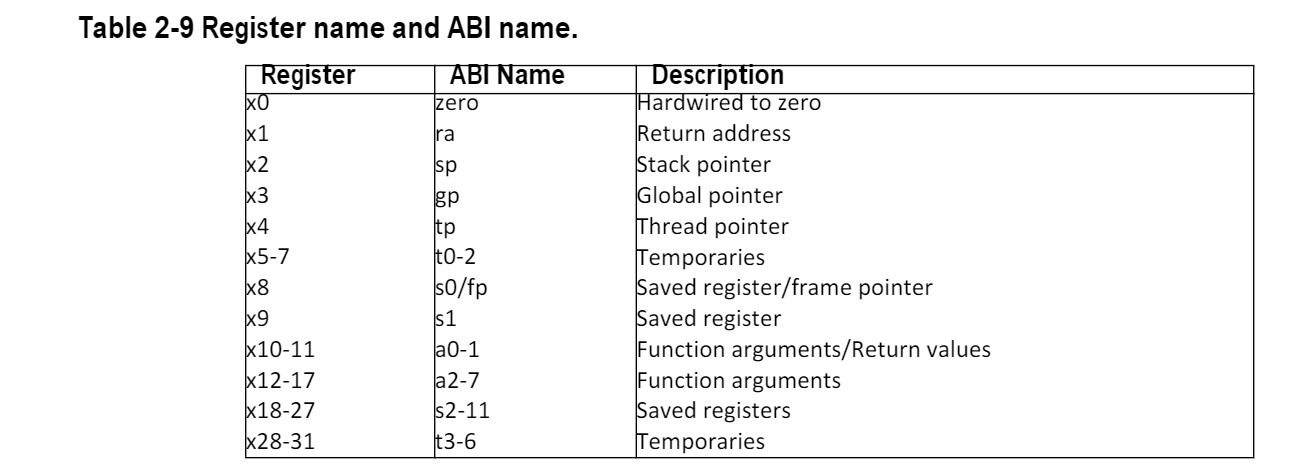 Table 2-9 Register name and ABI name.
Register ABI Name Description
x0 zero Hardwired to zero
x1 ra Return address
x2 sp Stack pointer
x3 gp Global pointer
x4 tp Thread pointer
x5-7 t0-2 Temporaries
x8 s0/fp Saved register/frame pointer
x9 s1 Saved register
x10-11 a0-1 Function arguments/Return values
x12-17 a2-7 Function arguments
x18-27 s2-11 Saved registers
x28-31 t3-6 Temporaries